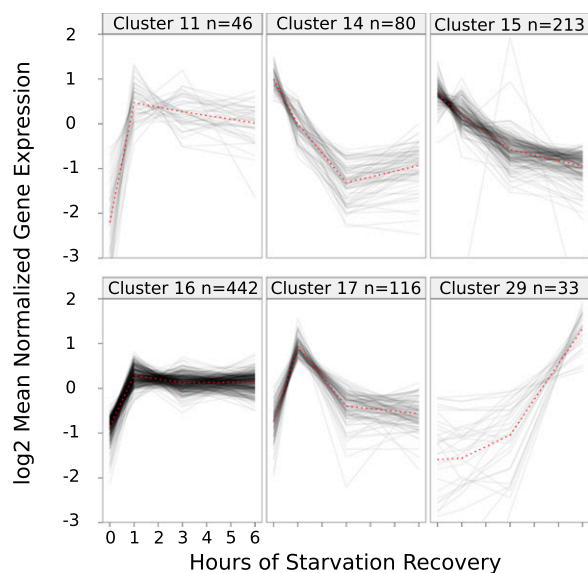 Cluster 11 n=46
Cluster 14 n=80
Cluster 15 n=213
2
1
0
-1
-2
-3
log2 Mean Normalized Gene Expression
Cluster 16 n=442
Cluster 17 n=116
Cluster 29 n=33
2
1
0
-1
-2
-3
0 1 2 3 4 5 6
Hours of Starvation Recovery